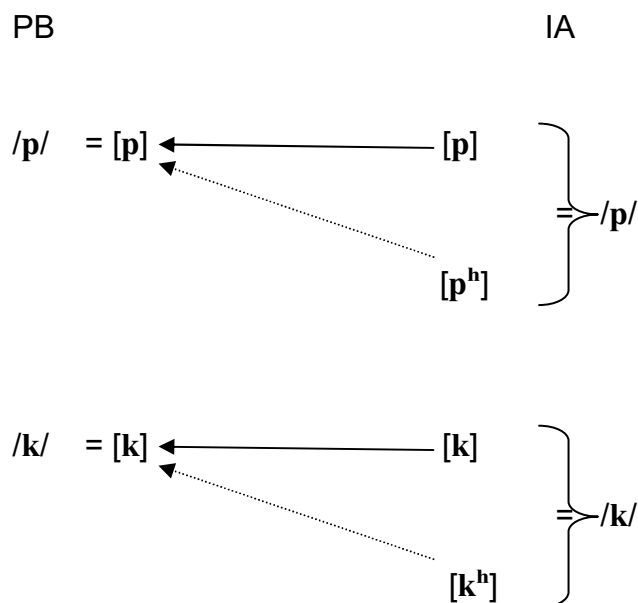 PB IA
/p/ = [p] [p]
= /p/
[pʰ]
/k/ = [k] [k]
= /k/
[kʰ]